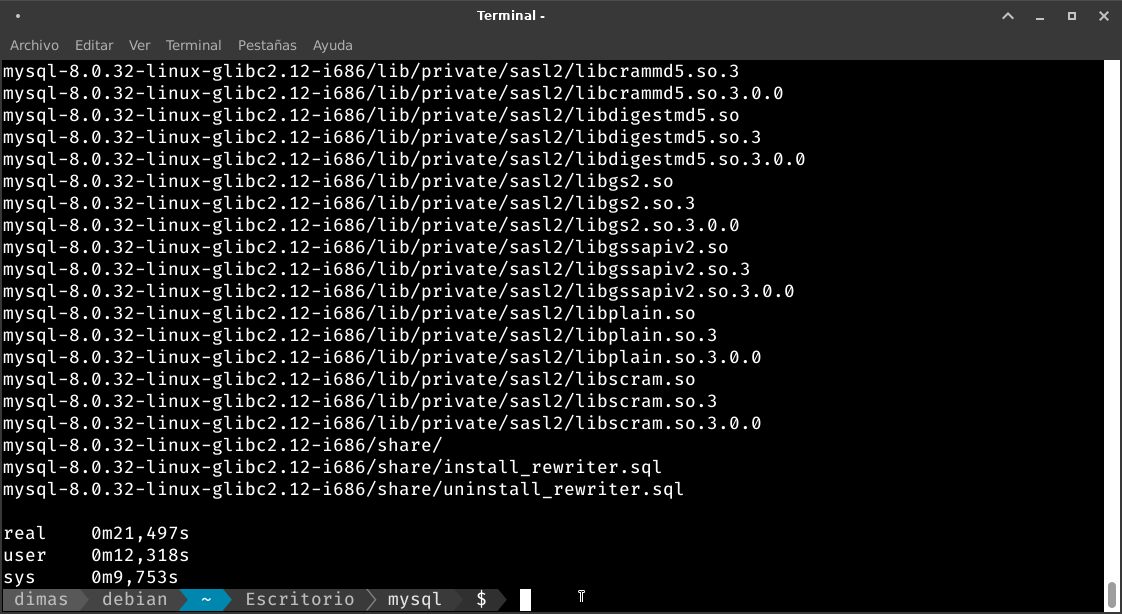 Terminal -
Archivo Editar Ver Terminal Pestañas Ayuda
mysql-8.0.32-linux-glibc2.12-i686/lib/private/sasl2/libcrammd5.so.3
mysql-8.0.32-linux-glibc2.12-i686/lib/private/sasl2/libcrammd5.so.3.0.0
mysql-8.0.32-linux-glibc2.12-i686/lib/private/sasl2/libdigestmd5.so
mysql-8.0.32-linux-glibc2.12-i686/lib/private/sasl2/libdigestmd5.so.3
mysql-8.0.32-linux-glibc2.12-i686/lib/private/sasl2/libdigestmd5.so.3.0.0
mysql-8.0.32-linux-glibc2.12-i686/lib/private/sasl2/libgs2.so
mysql-8.0.32-linux-glibc2.12-i686/lib/private/sasl2/libgs2.so.3
mysql-8.0.32-linux-glibc2.12-i686/lib/private/sasl2/libgs2.so.3.0.0
mysql-8.0.32-linux-glibc2.12-i686/lib/private/sasl2/libgssapiv2.so
mysql-8.0.32-linux-glibc2.12-i686/lib/private/sasl2/libgssapiv2.so.3
mysql-8.0.32-linux-glibc2.12-i686/lib/private/sasl2/libgssapiv2.so.3.0.0
mysql-8.0.32-linux-glibc2.12-i686/lib/private/sasl2/libplain.so
mysql-8.0.32-linux-glibc2.12-i686/lib/private/sasl2/libplain.so.3
mysql-8.0.32-linux-glibc2.12-i686/lib/private/sasl2/libplain.so.3.0.0
mysql-8.0.32-linux-glibc2.12-i686/lib/private/sasl2/libscram.so
mysql-8.0.32-linux-glibc2.12-i686/lib/private/sasl2/libscram.so.3
mysql-8.0.32-linux-glibc2.12-i686/lib/private/sasl2/libscram.so.3.0.0
mysql-8.0.32-linux-glibc2.12-i686/share/
mysql-8.0.32-linux-glibc2.12-i686/share/install_rewriter.sql
mysql-8.0.32-linux-glibc2.12-i686/share/uninstall_rewriter.sql
real 0m21,497s
user 0m12,318s
sys 0m9,753s
dimas debian ~ Escritorio mysql $